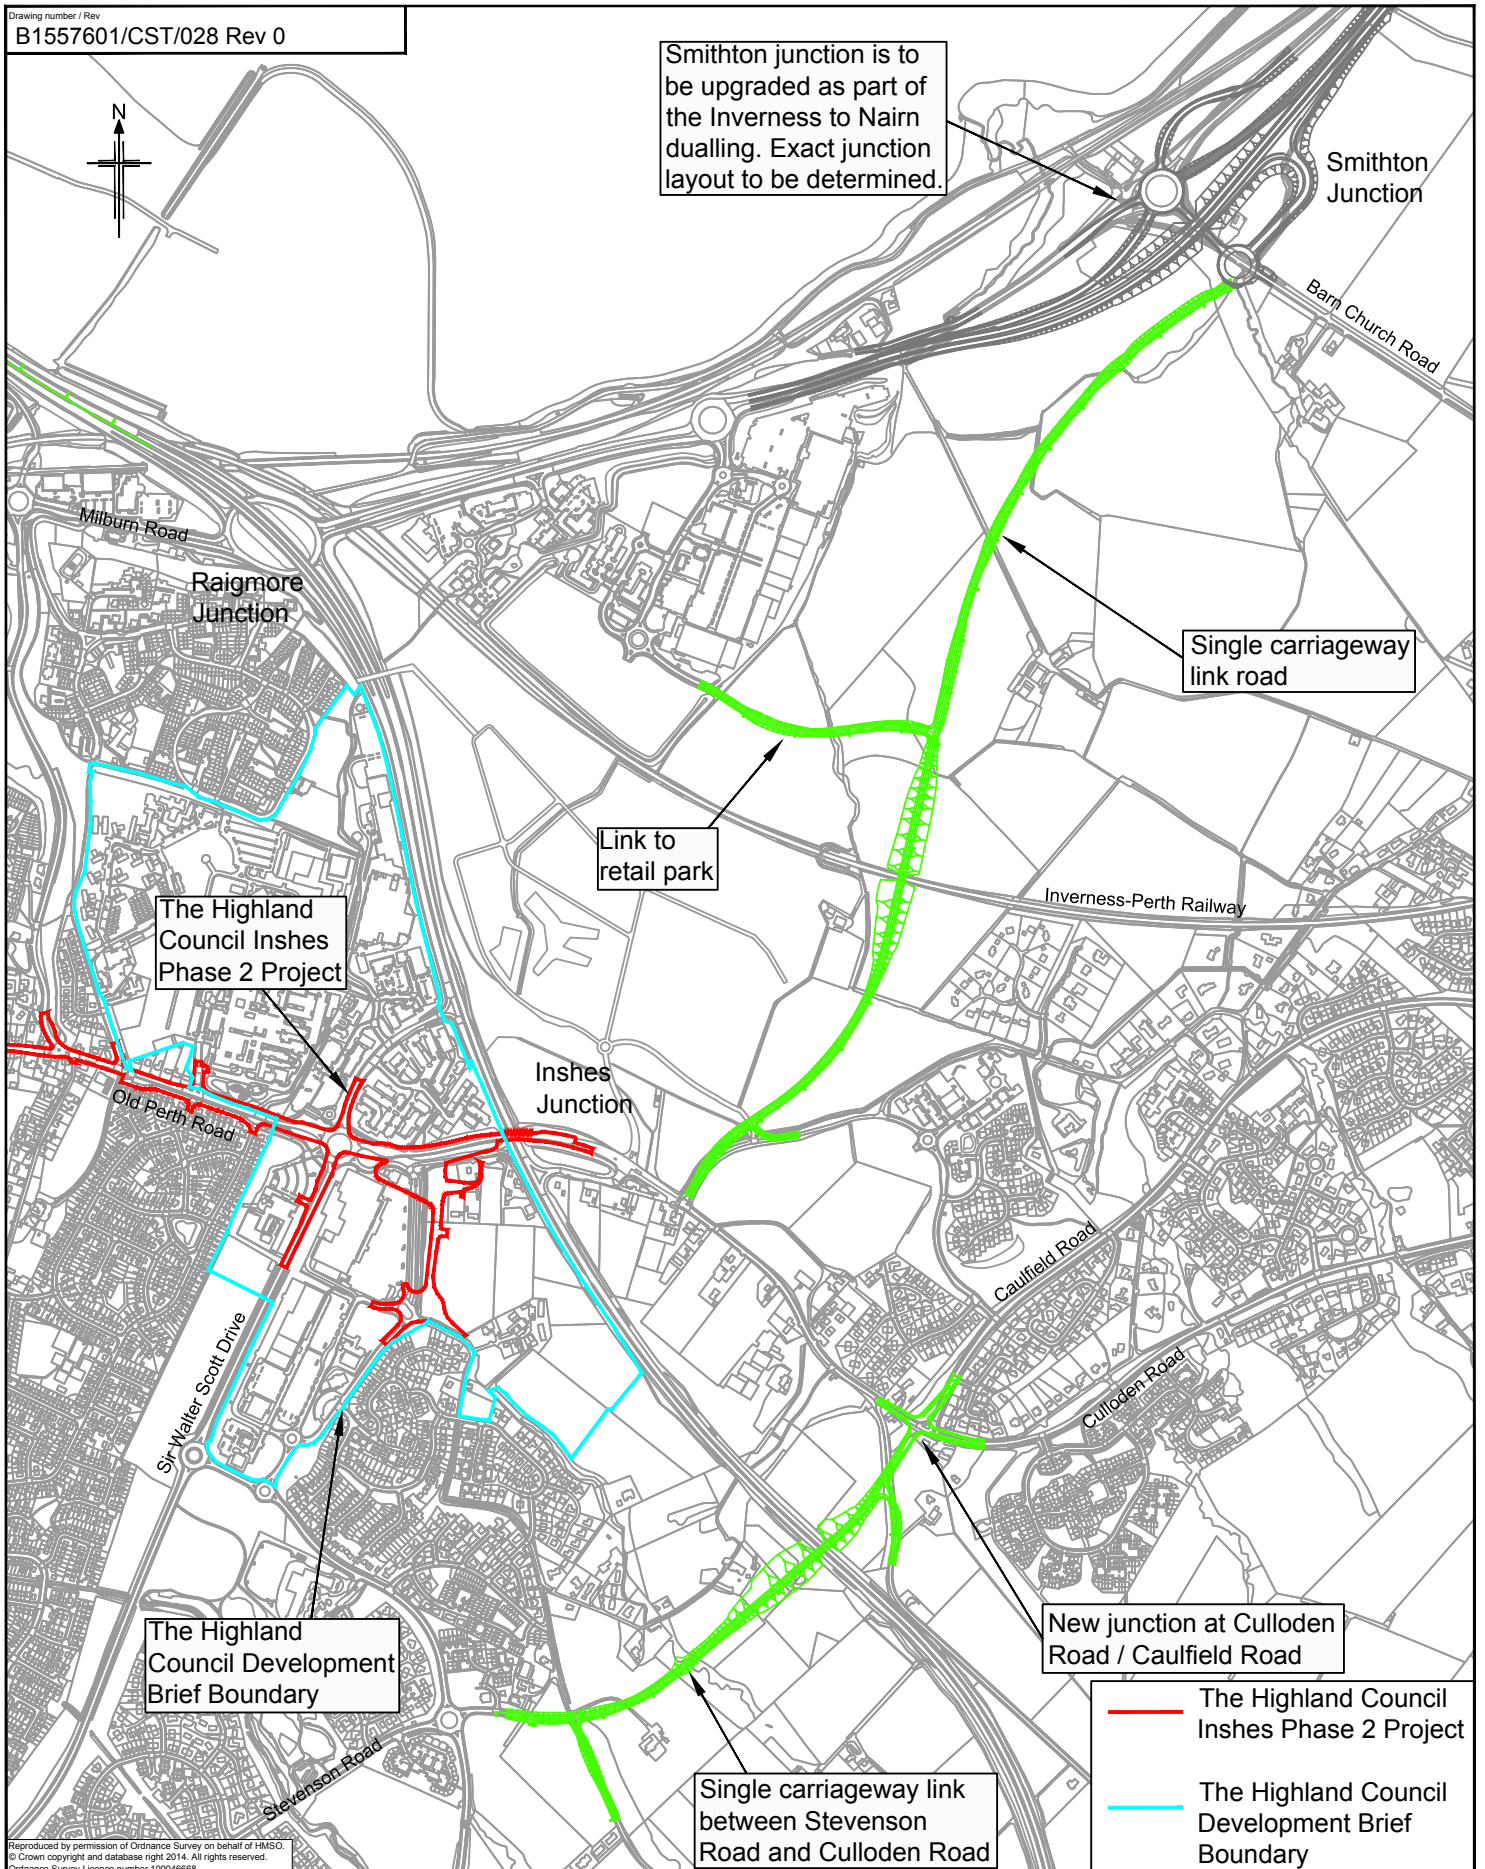 Drawing number / Rev
B1557601/CST/028 Rev 0
N
Smithton junction is to
be upgraded as part of
the Inverness to Nairn
dualling. Exact junction
layout to be determined.
Smithton
Junction
Barn Church Road
Milburn Road
Raigmore
Junction
Single carriageway
link road
Link to
retail park
Inverness-Perth Railway
The Highland
Council Inshes
Phase 2 Project
Inshes
Junction
Old Perth Road
Caulfield Road
Sir Walter Scott Drive
Culloden Road
The Highland
Council Development
Brief Boundary
New junction at Culloden
Road / Caulfield Road
Stevenson Road
Single carriageway link
between Stevenson
Road and Culloden Road
The Highland Council
Inshes Phase 2 Project
The Highland Council
Development Brief
Boundary
Reproduced by permission of Ordnance Survey on behalf of HMSO.
© Crown copyright and database right 2014. All rights reserved.
Ordnance Survey Licence number 100046668